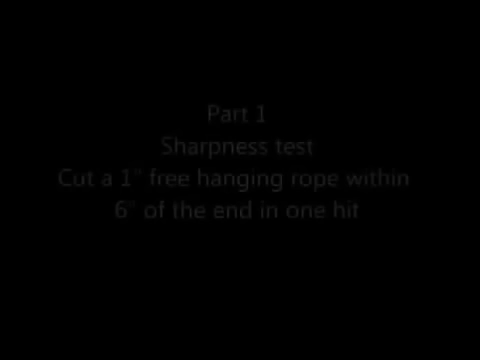 Part 1
Sharpness test
Cut a 1" free hanging rope within
6" of the end in one hit